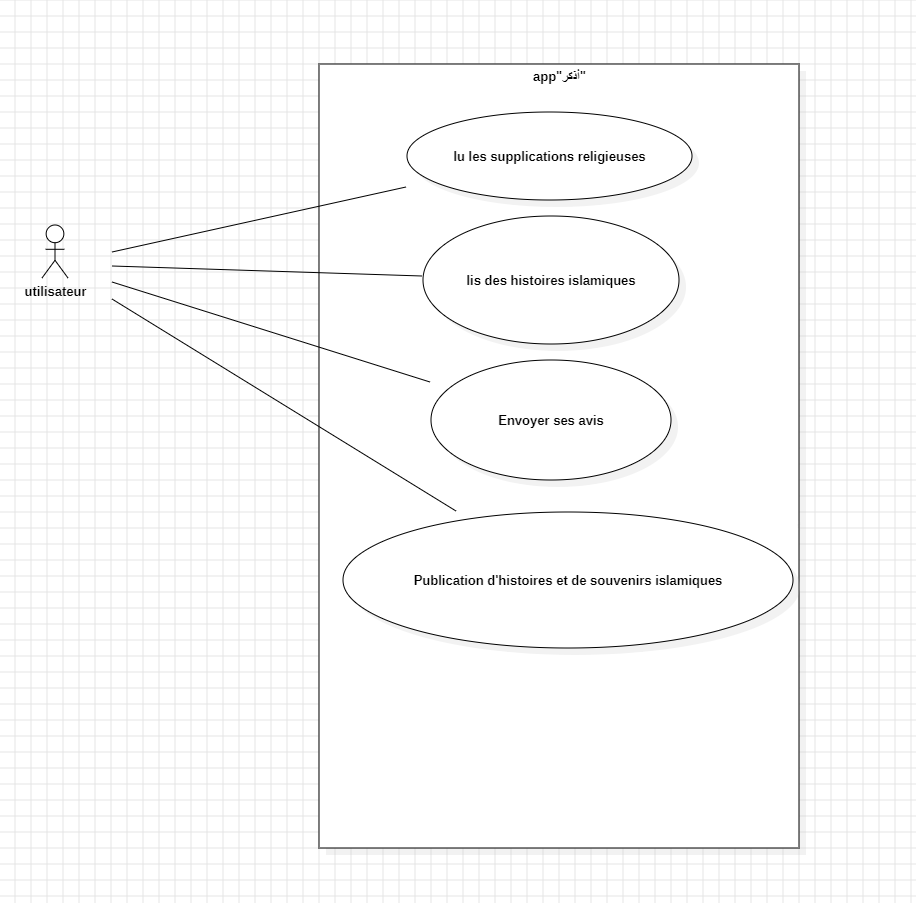 app"أذكر"
lu les supplications religieuses
utilisateur
lis des histoires islamiques
Envoyer ses avis
Publication d'histoires et de souvenirs islamiques